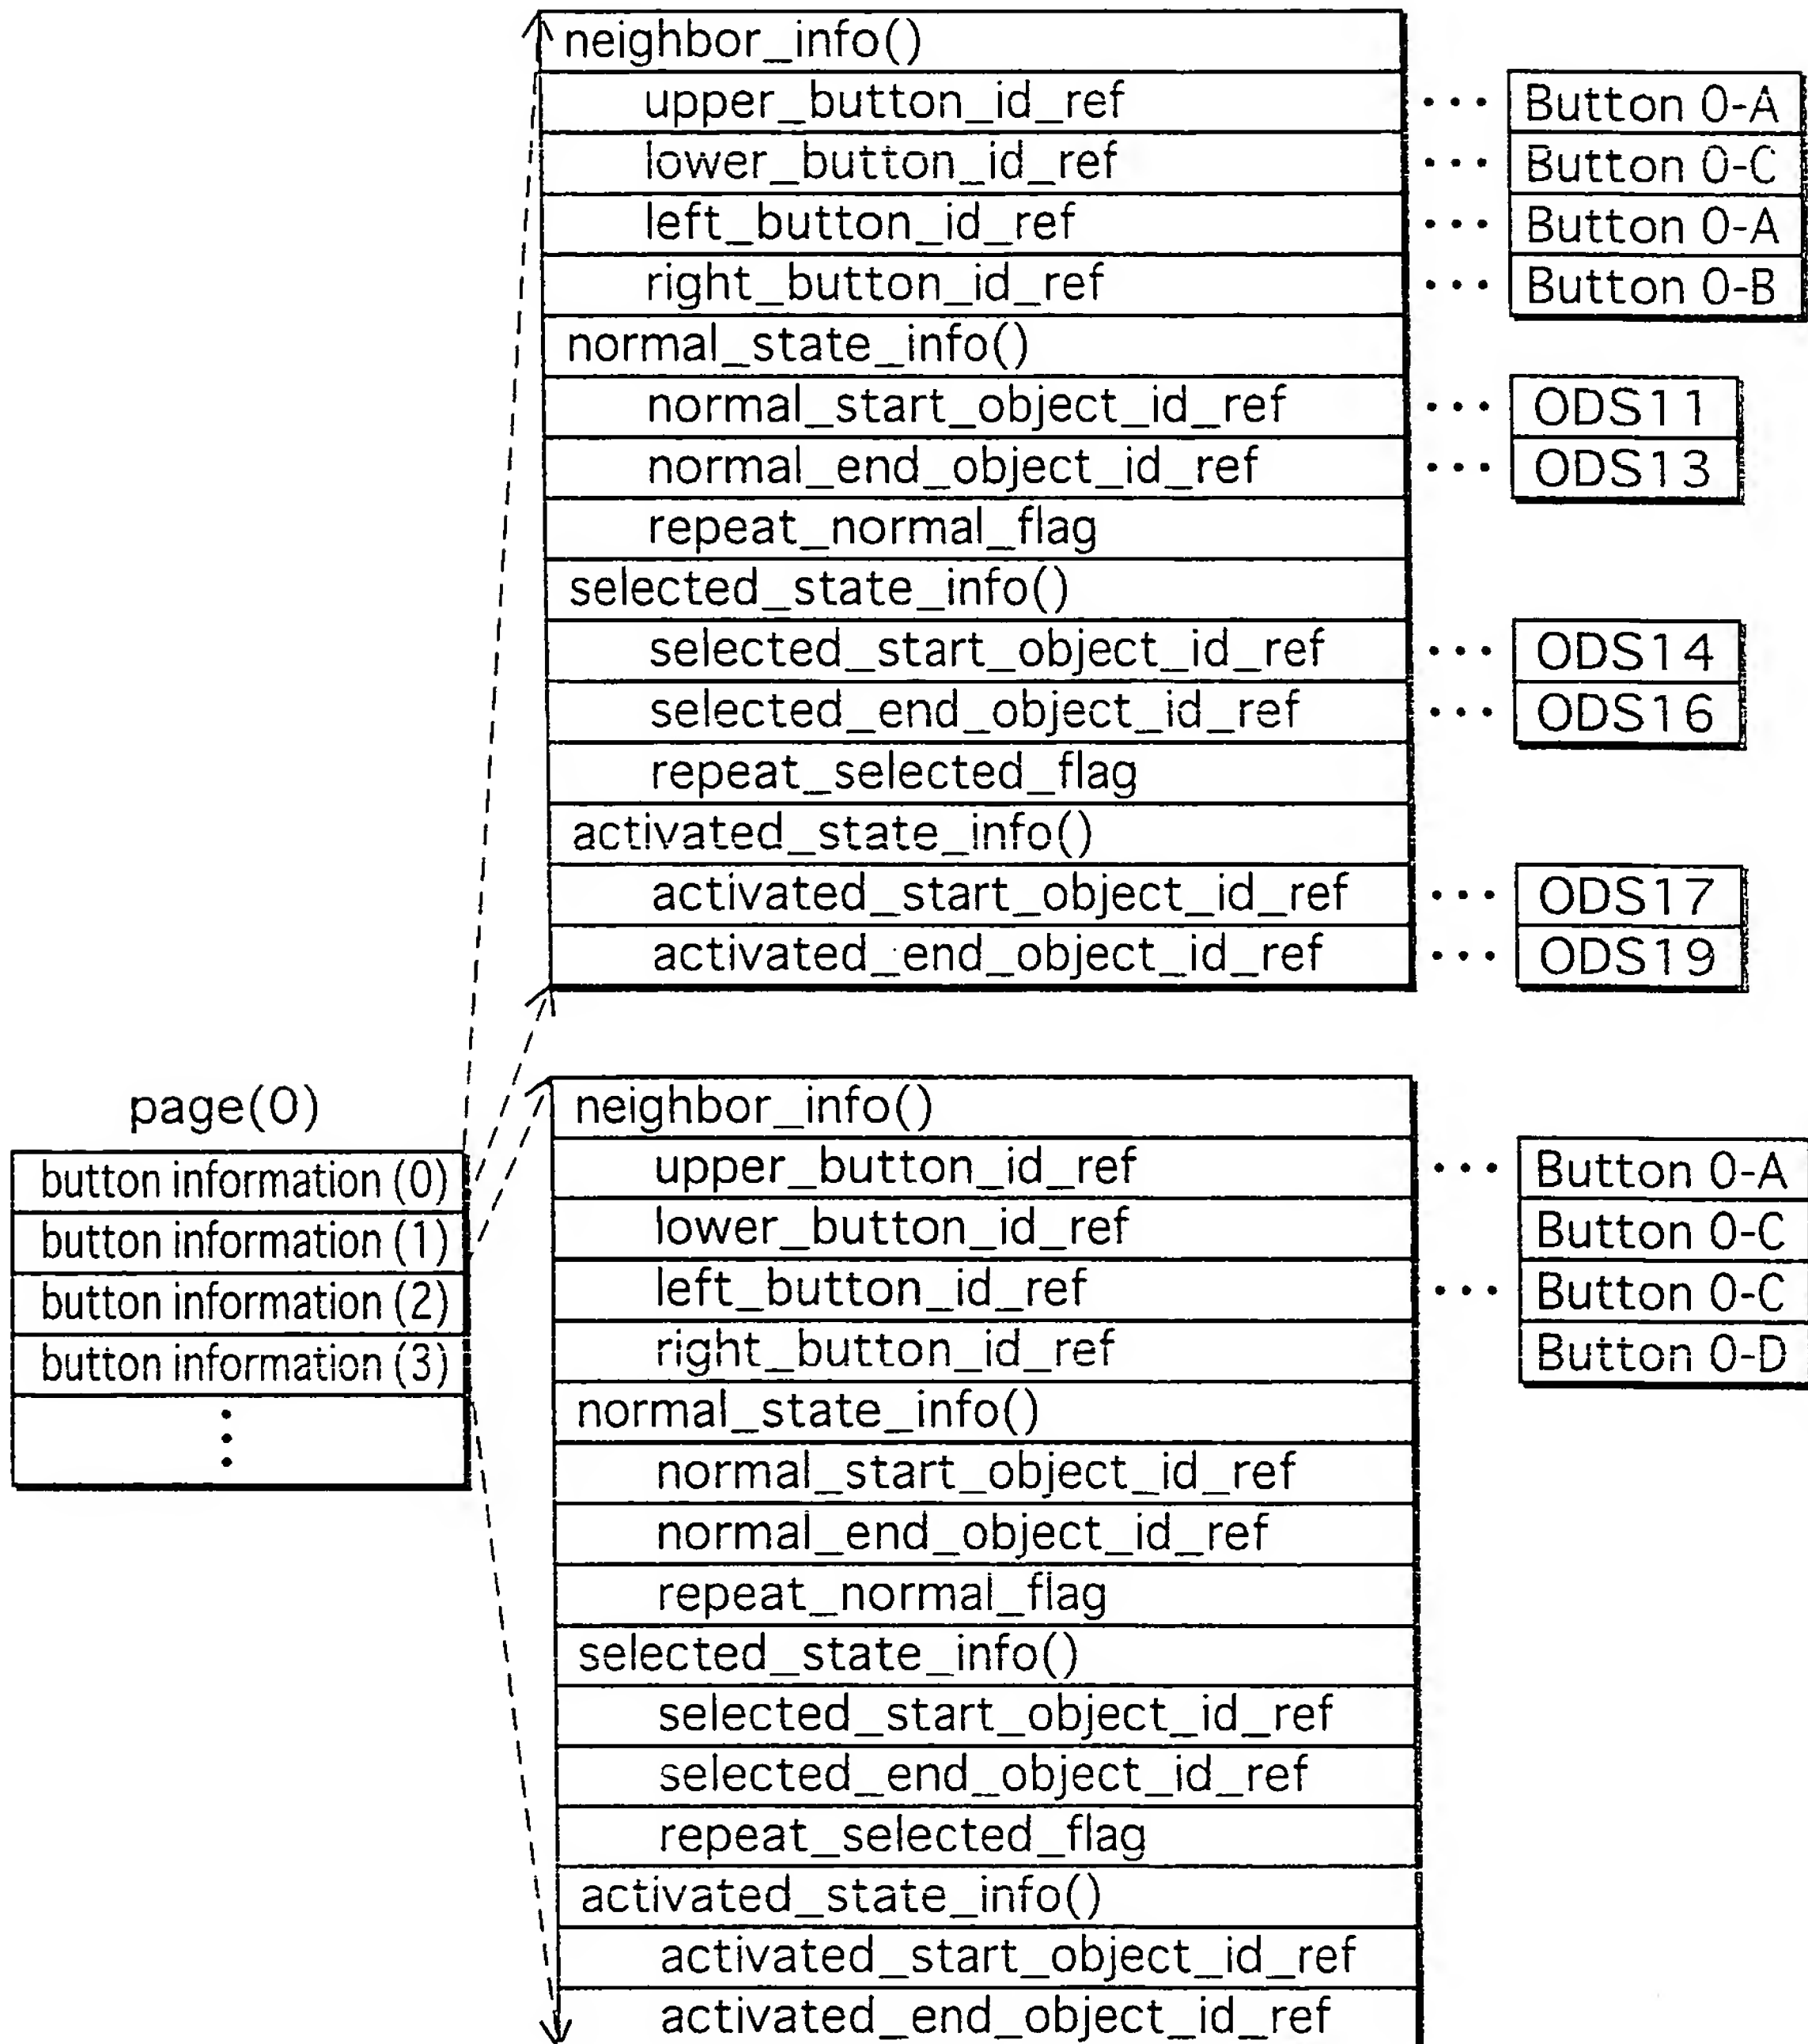 neighbor_info()
upper_button_id_ref ... Button 0-A
lower_button_id_ref ... Button 0-C
left_button_id_ref ... Button 0-A
right_button_id_ref ... Button 0-B
normal_state_info()
normal_start_object_id_ref ... ODS11
normal_end_object_id_ref ... ODS13
repeat_normal_flag
selected_state_info()
selected_start_object_id_ref ... ODS14
selected_end_object_id_ref ... ODS16
repeat_selected_flag
activated_state_info()
activated_start_object_id_ref ... ODS17
activated_end_object_id_ref ... ODS19
page(0)
button information (0)
button information (1)
button information (2)
button information (3)
neighbor_info()
upper_button_id_ref ... Button 0-A
lower_button_id_ref Button 0-C
left_button_id_ref ... Button 0-C
right_button_id_ref Button 0-D
normal_state_info()
normal_start_object_id_ref
normal_end_object_id_ref
repeat_normal_flag
selected_state_info()
selected_start_object_id_ref
selected_end_object_id_ref
repeat_selected_flag
activated_state_info()
activated_start_object_id_ref
activated_end_object_id_ref